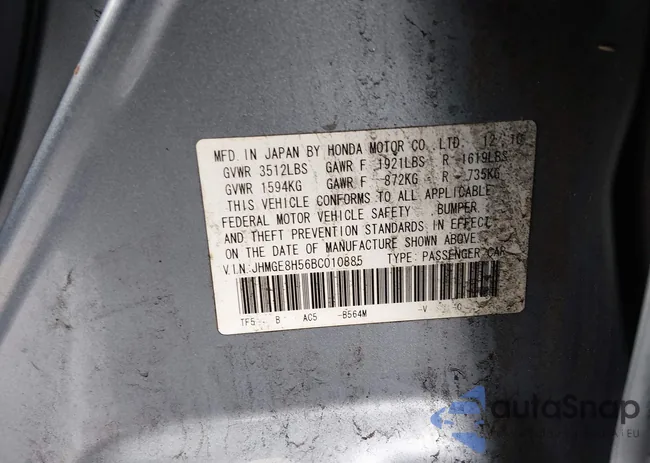 MFD. IN JAPAN BY HONDA MOTOR CO., LTD. 12/10
GVWR 3512LBS GAWR F 1921LBS R 1619LBS
GVWR 1594KG GAWR F 872KG R 735KG
THIS VEHICLE CONFORMS TO ALL APPLICABLE
FEDERAL MOTOR VEHICLE SAFETY BUMPER
AND THEFT PREVENTION STANDARDS IN EFFECT
ON THE DATE OF MANUFACTURE SHOWN ABOVE.
V.I.N.:JHMGE8H56BC010885 TYPE: PASSENGER CAR
TF5 - B AC5 -B564M -V
autoSnap